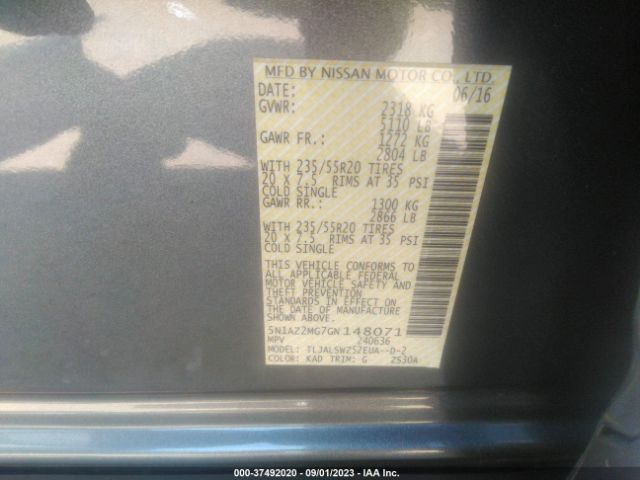 MFD BY NISSAN MOTOR CO., LTD.
DATE: 06/16
GVWR: 2318 KG
5110 LB
GAWR FR.: 1272 KG
2804 LB
WITH 235/55R20 TIRES
20 X 7.5 RIMS AT 35 PSI
COLD SINGLE
GAWR RR.: 1300 KG
2866 LB
WITH 235/55R20 TIRES
20 X 7.5 RIMS AT 35 PSI
COLD SINGLE
THIS VEHICLE CONFORMS TO
ALL APPLICABLE FEDERAL
MOTOR VEHICLE SAFETY AND
THEFT PREVENTION
STANDARDS IN EFFECT ON
DATE OF MFR. SHOWN ABOVE.
5N1AZ2MG7GN148071
MPV 240636
MODEL: TLJALSWZ52EUA--D-2
COLOR: KAD TRIM: G 2S30A
000-37492020 - 09/01/2023 - IAA Inc.